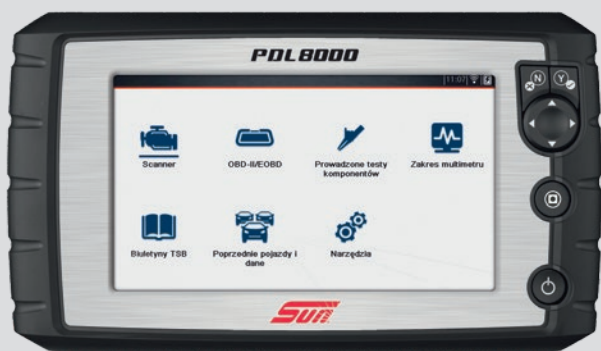 PDL8000
11:07
N Y
Scanner
OBD-II/EOBD
Prowadzone testy
komponentów
Zakres multimetru
Biuletyny TSB
Poprzednie pojazdy i
dane
Narzędzia
Sun